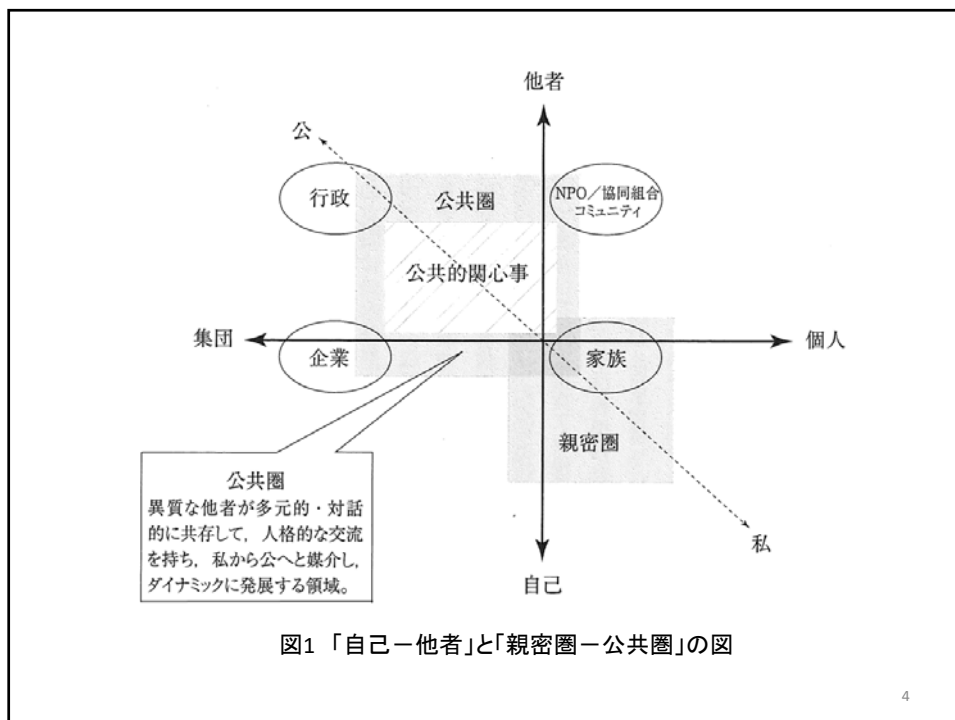 他者
公
行政
公共圏
NPO／協同組合
コミュニティ
公共的関心事
集団
個人
企業
家族
親密圏
公共圏
異質な他者が多元的・対話
的に共存して，人格的な交流
を持ち，私から公へと媒介し，
ダイナミックに発展する領域。
私
自己
図1 「自己－他者」と「親密圏－公共圏」の図
4